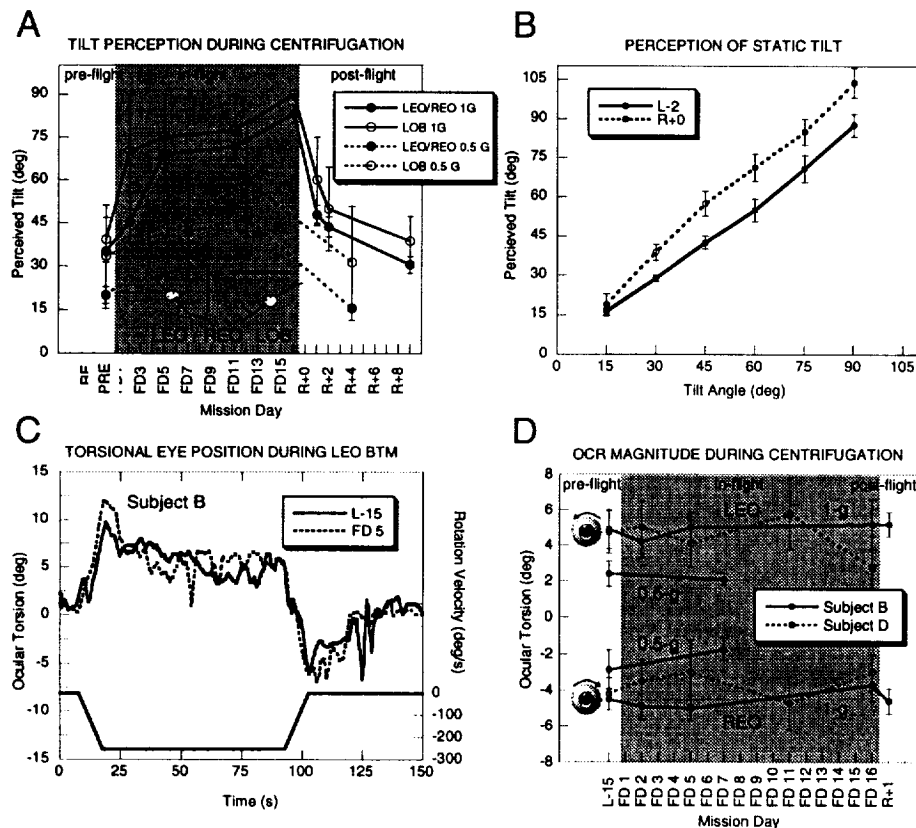 A
TILT PERCEPTION DURING CENTRIFUGATION
pre-flight
post-flight
LEO/REO 1G
LOB 1G
LEO/REO 0.5 G
LOB 0.5 G
Perceived Tilt (deg)
90
75
60
45
30
15
0
PRE
FD3
FD5
FD7
FD9
FD11
FD13
FD15
R+0
R+2
R+4
R+6
R+8
Mission Day
B
PERCEPTION OF STATIC TILT
L-2
R+0
Percieved Tilt (deg)
105
90
75
60
45
30
15
0
0
15
30
45
60
75
90
105
Tilt Angle (deg)
C
TORSIONAL EYE POSITION DURING LEO BTM
Subject B
L-15
FD 5
Ocular Torsion (deg)
15
10
5
0
-5
-10
-15
Rotation Velocity (deg/s)
0
-100
-200
-300
0
25
50
75
100
125
150
Time (s)
D
OCR MAGNITUDE DURING CENTRIFUGATION
pre-flight
in-flight
post-flight
LEO
1-g
0.5-g
Subject B
Subject D
0.5-g
REO
1-g
Ocular Torsion (deg)
8
6
4
2
0
-2
-4
-6
-8
L-15
FD 1
FD 2
FD 3
FD 4
FD 5
FD 6
FD 7
FD 8
FD 9
FD 10
FD 11
FD 12
FD 13
FD 14
FD 15
FD 16
R+1
Mission Day